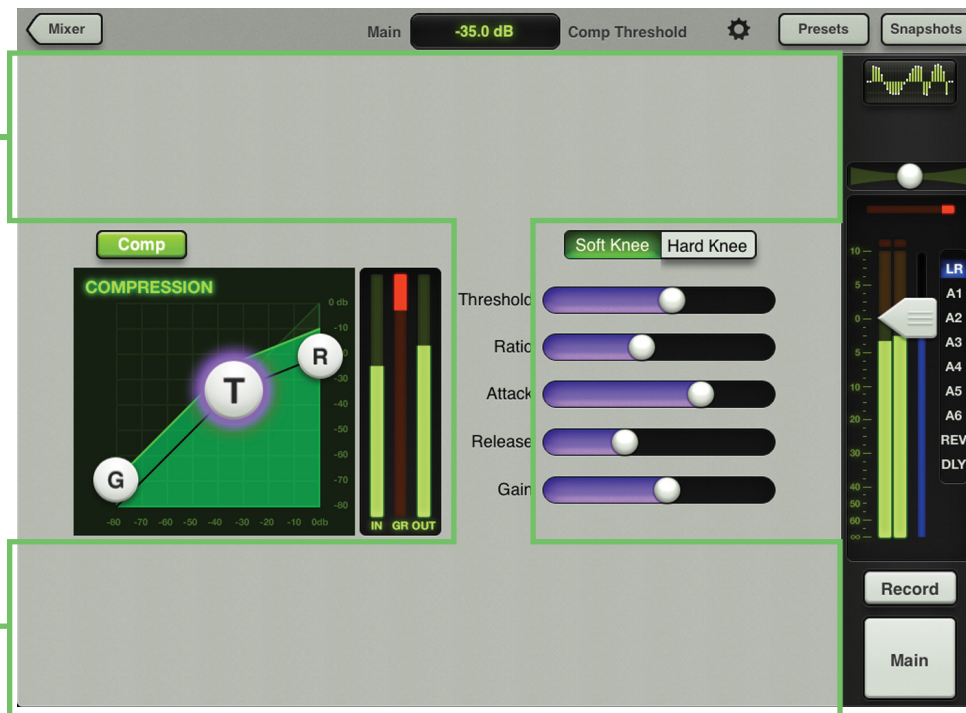 Mixer
Main
-35.0 dB
Comp Threshold
Presets
Snapshots
Comp
Soft Knee
Hard Knee
COMPRESSION
0 db
-10
0
-30
-40
-50
-60
-70
-80
T
R
G
-80 -70 -60 -50 -40 -30 -20 -10 0db
IN GR OUT
Threshold
Ratio
Attack
Release
Gain
10
5
0
5
10
20
30
40
50
60
∞
LR
A1
A2
A3
A4
A5
A6
REV
DLY
Record
Main